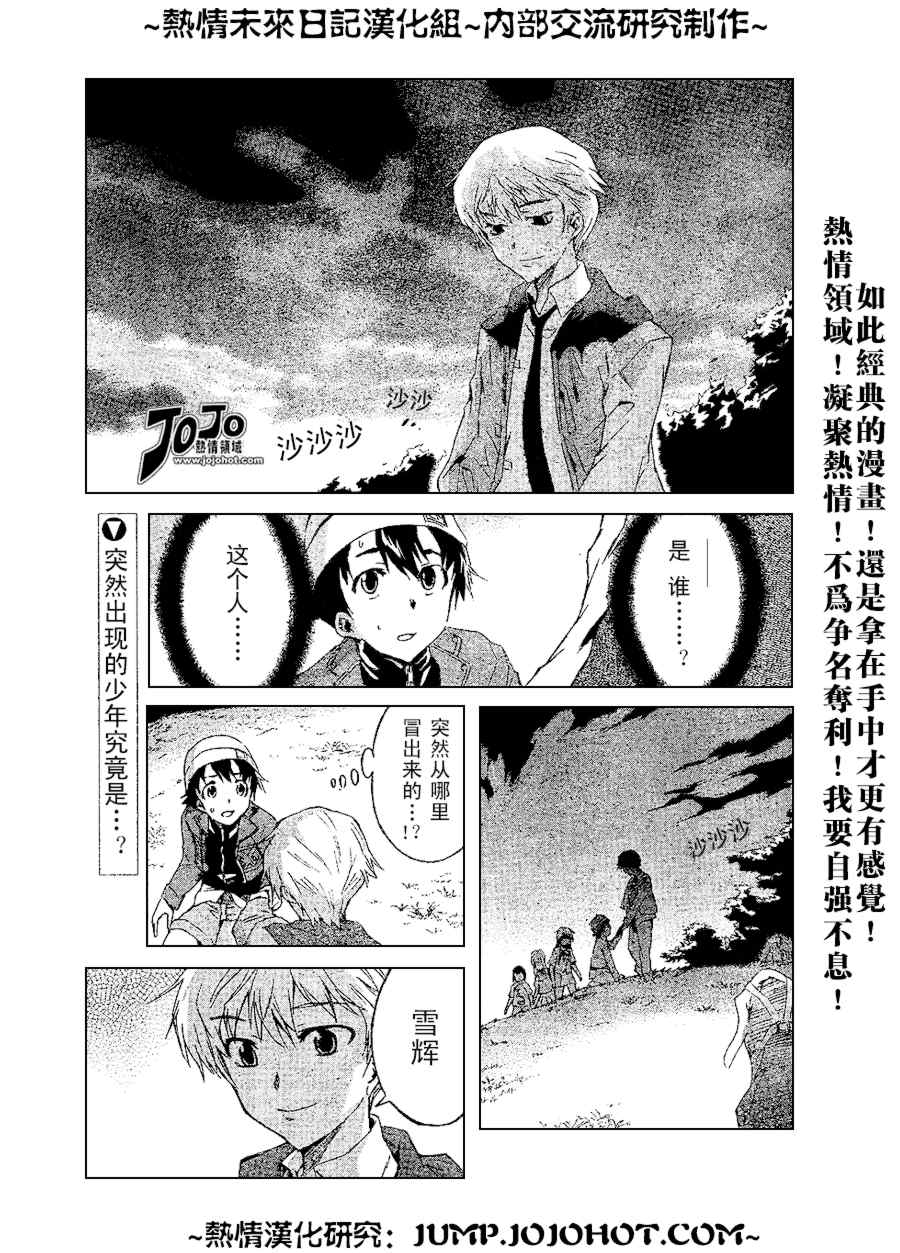 ~熱情未來日記漢化組~内部交流研究制作~
沙沙
沙沙沙
JOJO
熱情領域
www.jojohot.com
如此經典的漫畫！還是拿在手中才更有感覺！
熱情領域！凝聚熱情！不爲争名奪利！我要自强不息！
——是谁……？
这个人……
突然出现的少年究竟是…？
沙沙沙
突然从哪里
冒出来的…!?
雪辉
~熱情漢化研究：JUMP.JOJOHOT.COM~